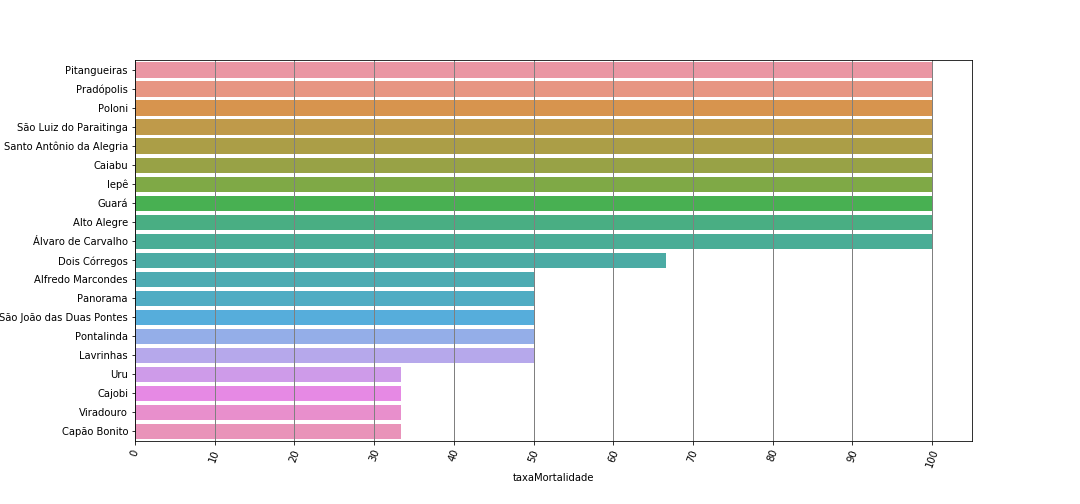 Pitangueiras
Pradópolis
Poloni
São Luiz do Paraitinga
Santo Antônio da Alegria
Caiabu
Iepê
Guará
Alto Alegre
Álvaro de Carvalho
Dois Córregos
Alfredo Marcondes
Panorama
São João das Duas Pontes
Pontalinda
Lavrinhas
Uru
Cajobi
Viradouro
Capão Bonito
0 10 20 30 40 50 60 70 80 90 100
taxaMortalidade